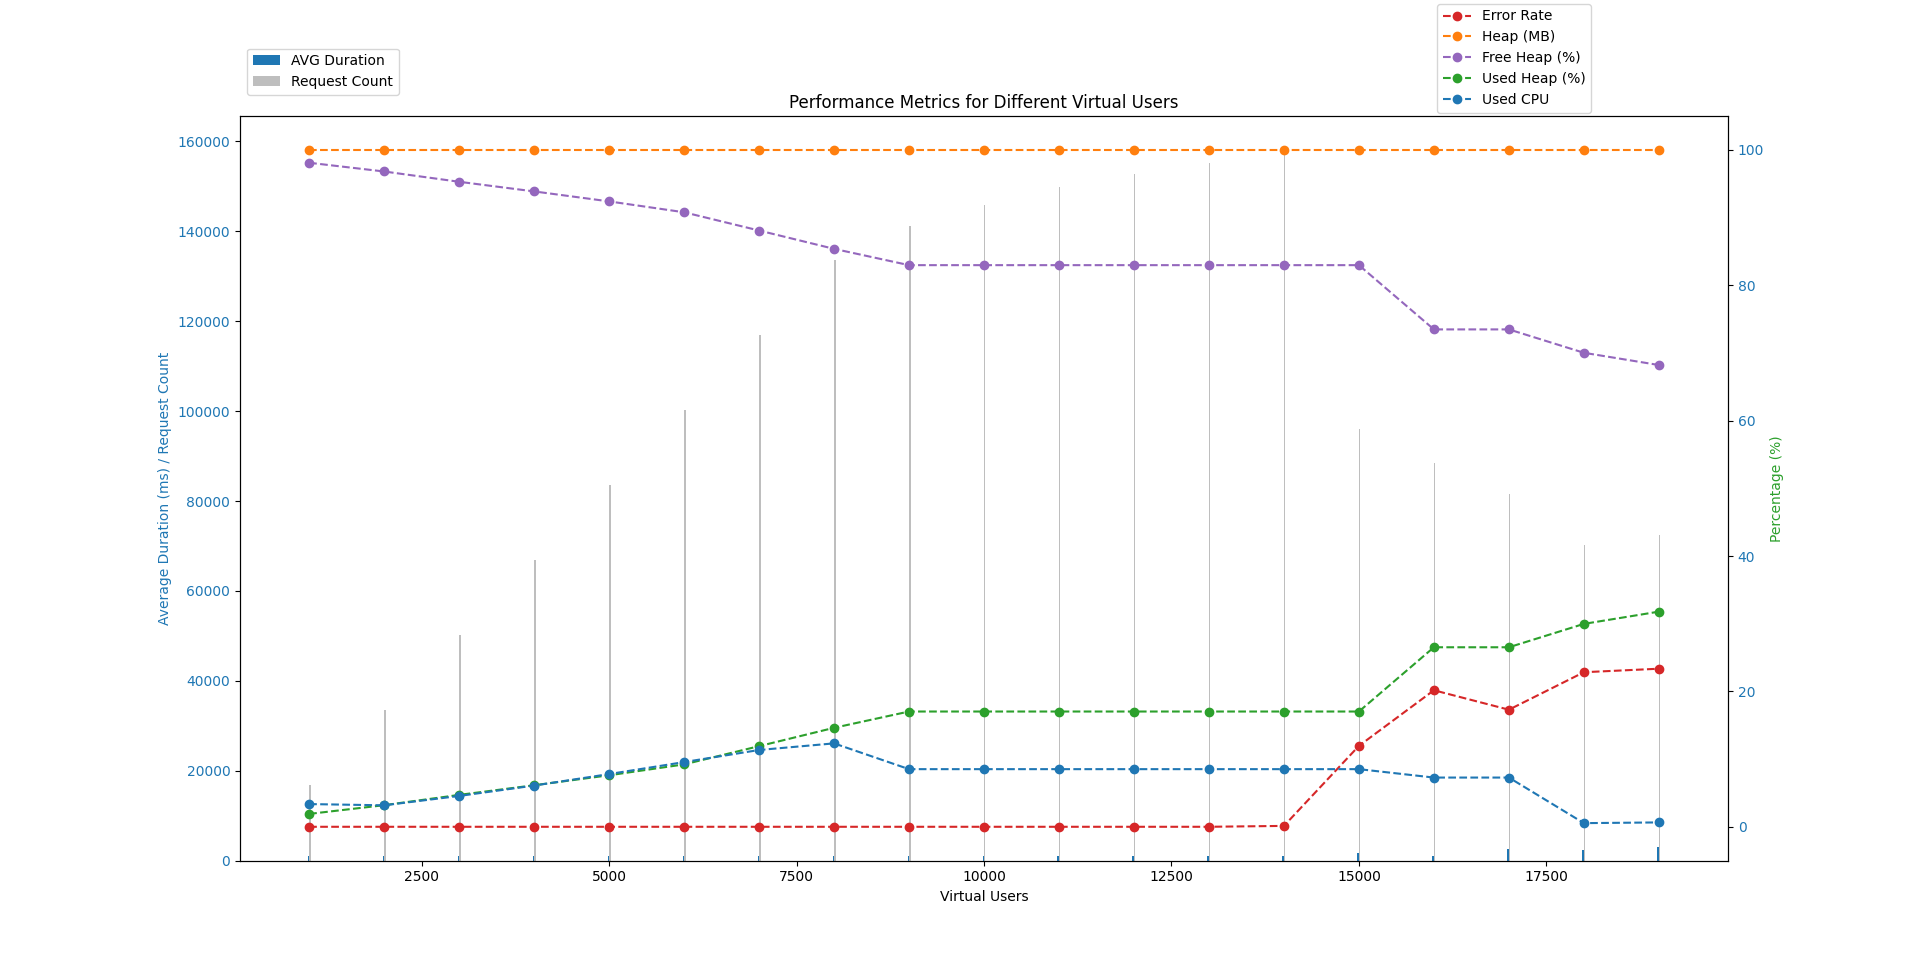 Error Rate
Heap (MB)
Free Heap (%)
Used Heap (%)
Used CPU
AVG Duration
Request Count
Performance Metrics for Different Virtual Users
160000
140000
120000
100000
80000
60000
40000
20000
0
Average Duration (ms) / Request Count
100
80
60
40
20
0
Percentage (%)
2500
5000
7500
10000
12500
15000
17500
Virtual Users